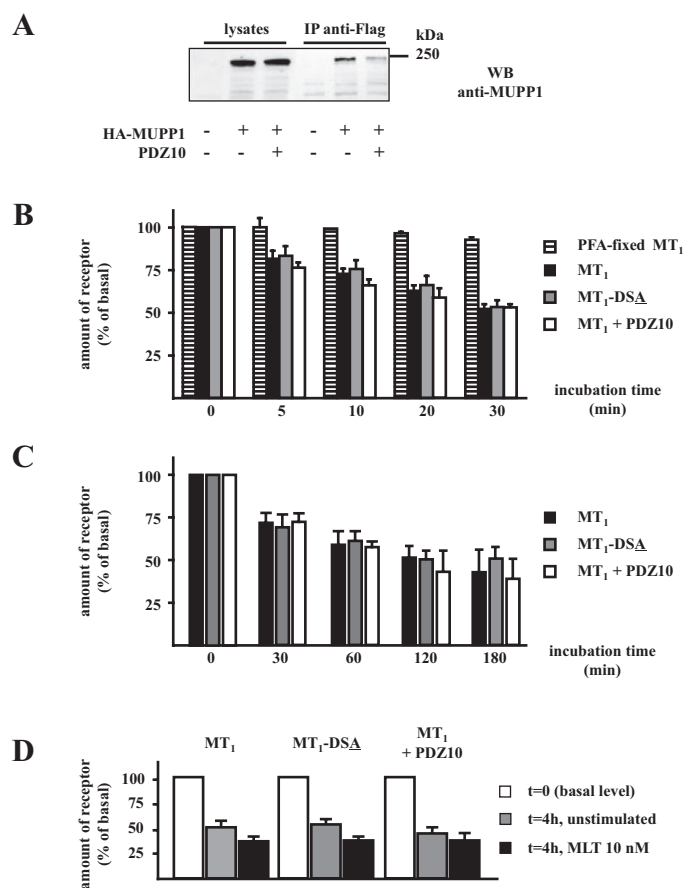 A
lysates IP anti-Flag kDa
250
WB
anti-MUPP1
HA-MUPP1 - + + - + +
PDZ10 - - + - - +
B
amount of receptor
(% of basal)
100
75
50
25
0 5 10 20 30
incubation time
(min)
PFA-fixed MT1
MT1
MT1-DSA
MT1 + PDZ10
C
amount of receptor
(% of basal)
100
75
50
25
0 30 60 120 180
incubation time
(min)
MT1
MT1-DSA
MT1 + PDZ10
D
MT1 MT1-DSA MT1
+ PDZ10
amount of receptor
(% of basal)
100
75
50
25
t=0 (basal level)
t=4h, unstimulated
t=4h, MLT 10 nM